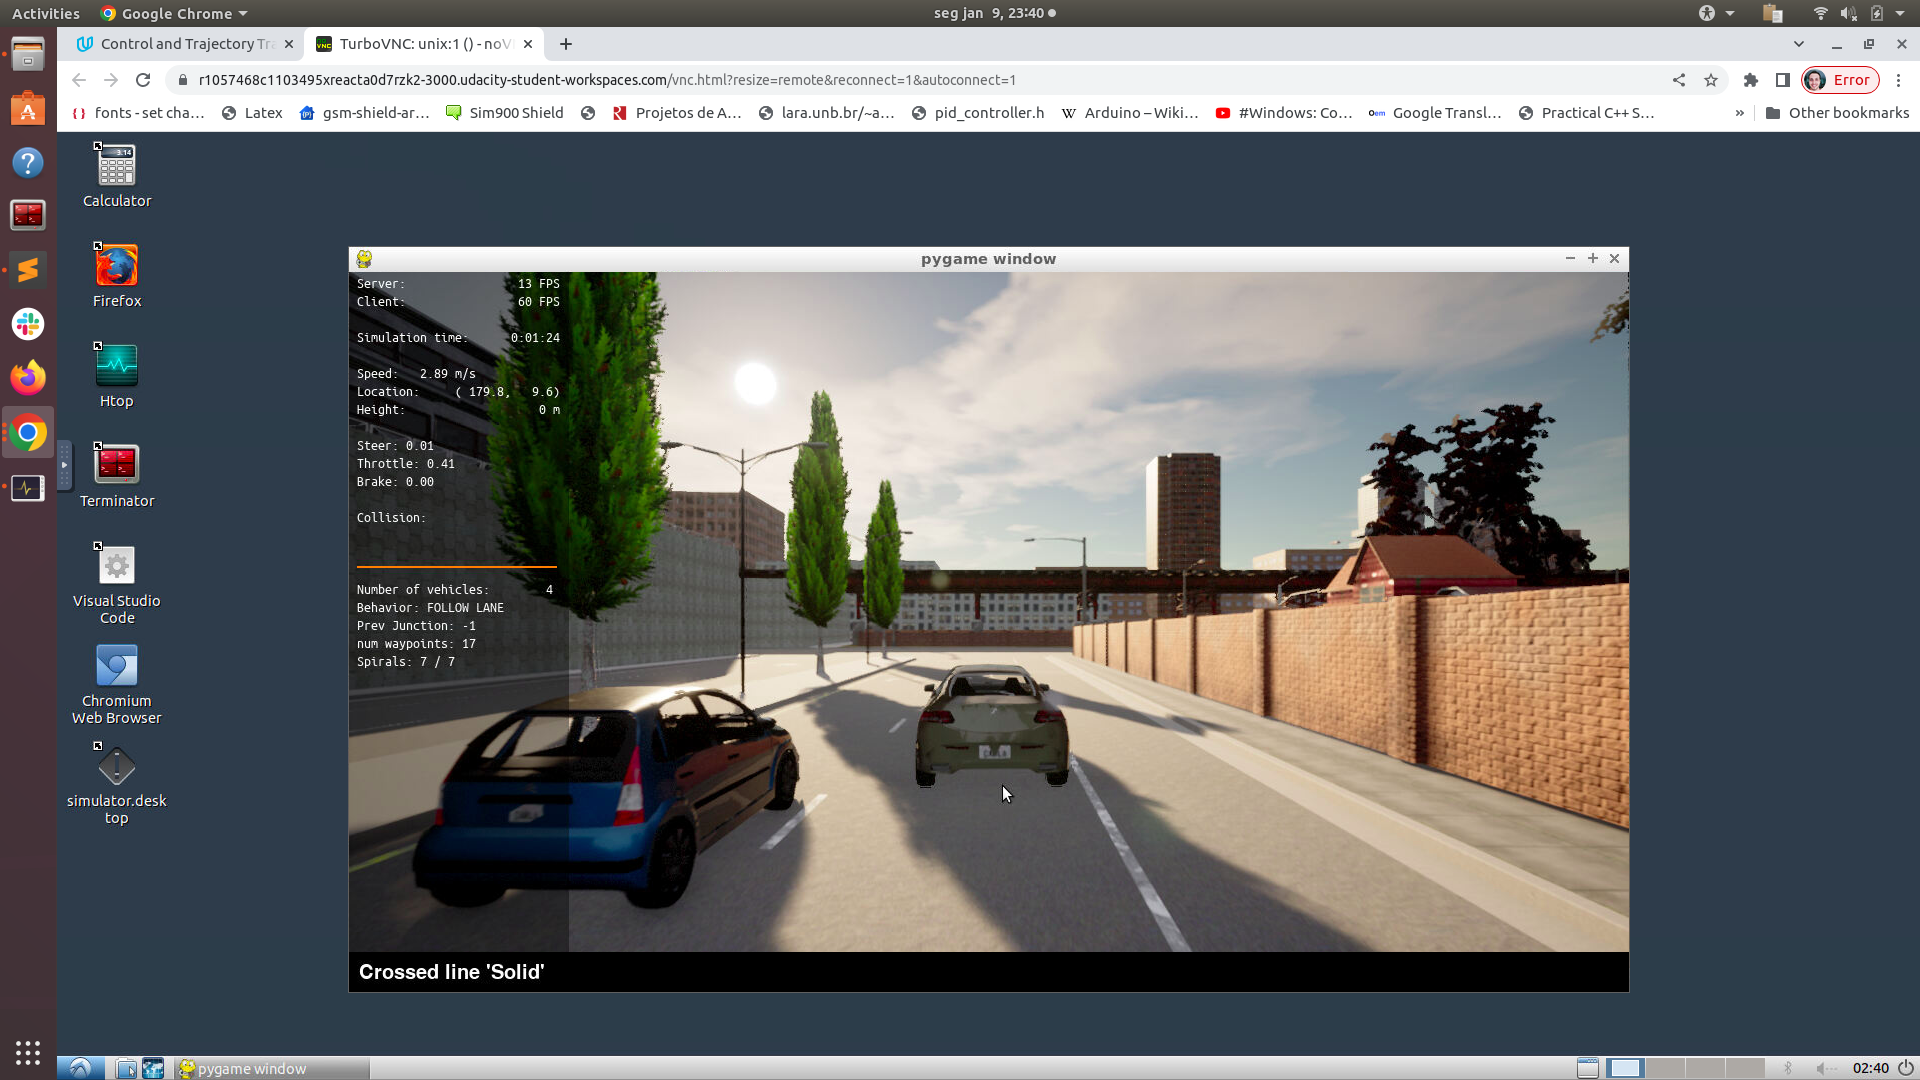 Activities
Google Chrome
seg jan  9, 23:40
Control and Trajectory Tra
TurboVNC: unix:1 () - noV
r1057468c1103495xreacta0d7rzk2-3000.udacity-student-workspaces.com/vnc.html?resize=remote&reconnect=1&autoconnect=1
Error
fonts - set cha…
Latex
gsm-shield-ar…
Sim900 Shield
Projetos de A…
lara.unb.br/~a…
pid_controller.h
Arduino – Wiki…
#Windows: Co…
Google Transl…
Practical C++ S…
»
Other bookmarks
3.14
Calculator
Firefox
Htop
Terminator
Visual Studio
Code
Chromium
Web Browser
simulator.desk
top
pygame window
Server: 13 FPS
Client: 60 FPS
Simulation time: 0:01:24
Speed: 2.89 m/s
Location: ( 179.8, 9.6)
Height: 0 m
Steer: 0.01
Throttle: 0.41
Brake: 0.00
Collision:
Number of vehicles: 4
Behavior: FOLLOW LANE
Prev Junction: -1
num waypoints: 17
Spirals: 7 / 7
Crossed line 'Solid'
pygame window
02:40